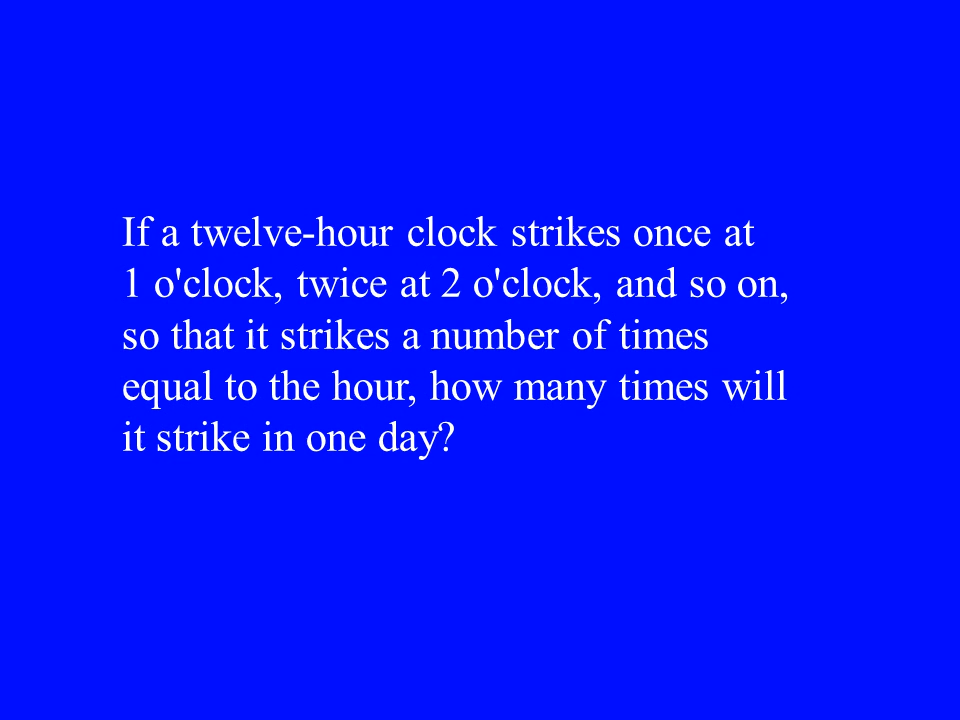 If a twelve-hour clock strikes once at
1 o'clock, twice at 2 o'clock, and so on,
so that it strikes a number of times
equal to the hour, how many times will
it strike in one day?